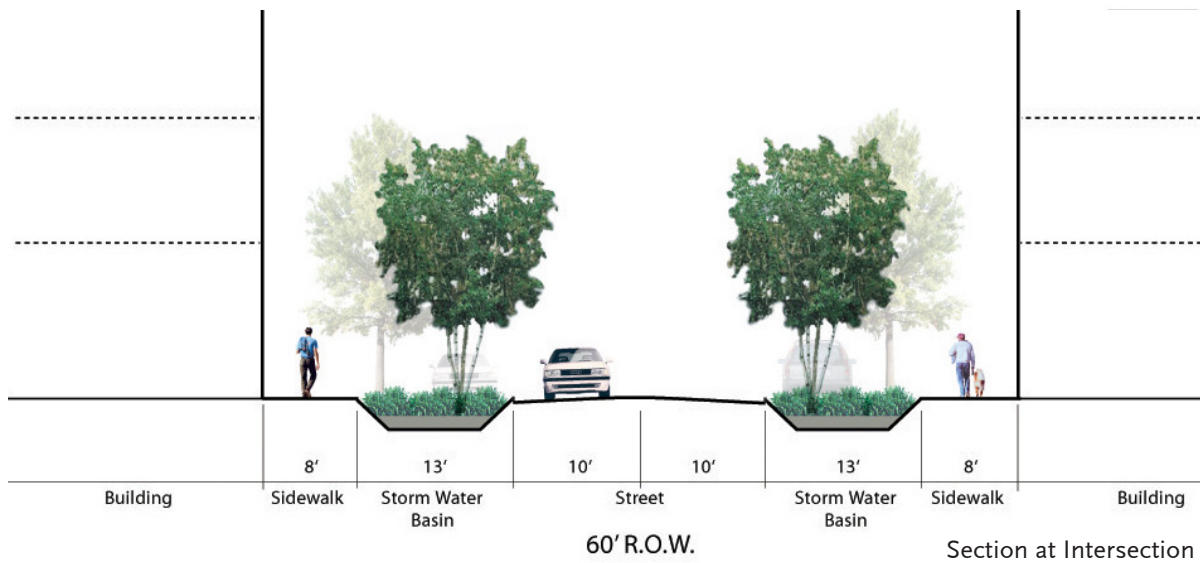 8′ 13′ 10′ 10′ 13′ 8′
Building Sidewalk Storm Water Street Storm Water Sidewalk Building
Basin Basin
60′ R.O.W.
Section at Intersection